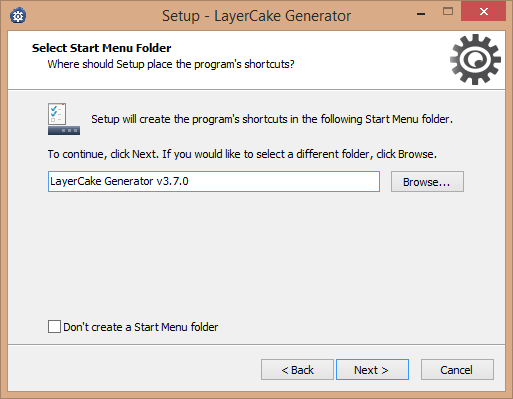 Setup - LayerCake Generator
Select Start Menu Folder
Where should Setup place the program's shortcuts?
Setup will create the program's shortcuts in the following Start Menu folder.
To continue, click Next. If you would like to select a different folder, click Browse.
LayerCake Generator v3.7.0
Browse...
Don't create a Start Menu folder
< Back
Next >
Cancel